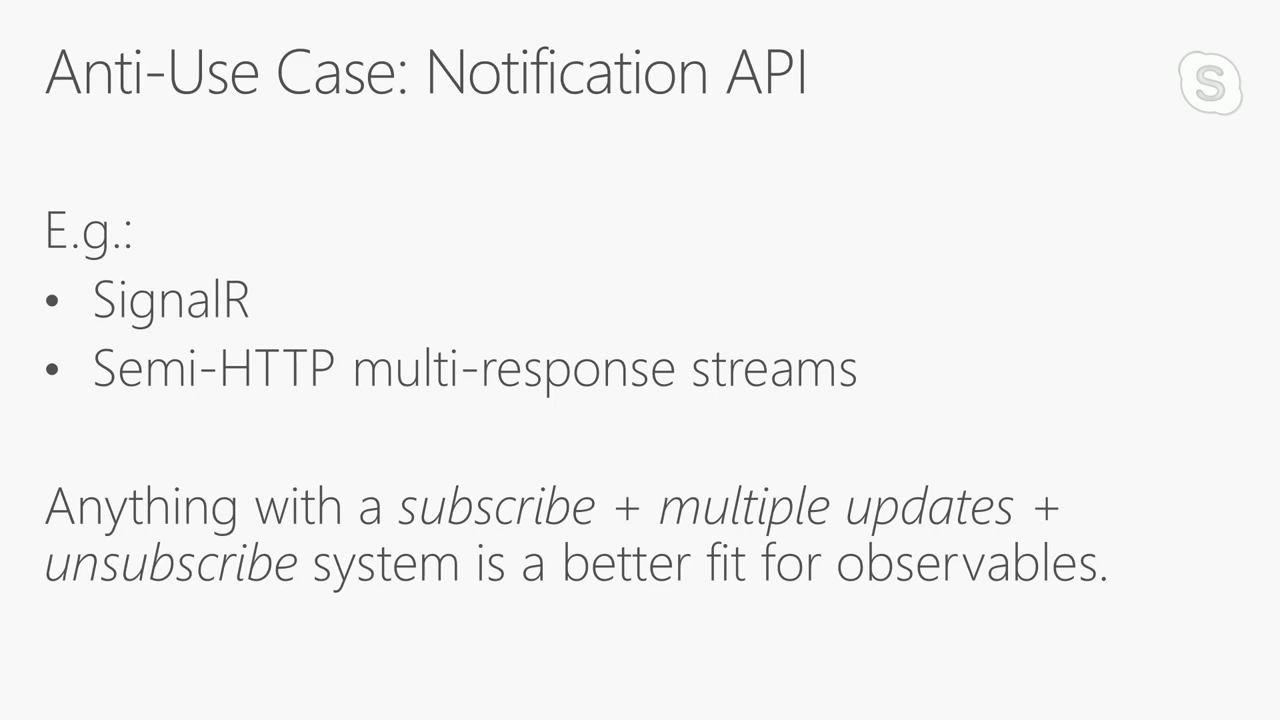 Anti-Use Case: Notification API
S
E.g.:
• SignalR
• Semi-HTTP multi-response streams
Anything with a subscribe + multiple updates +
unsubscribe system is a better fit for observables.